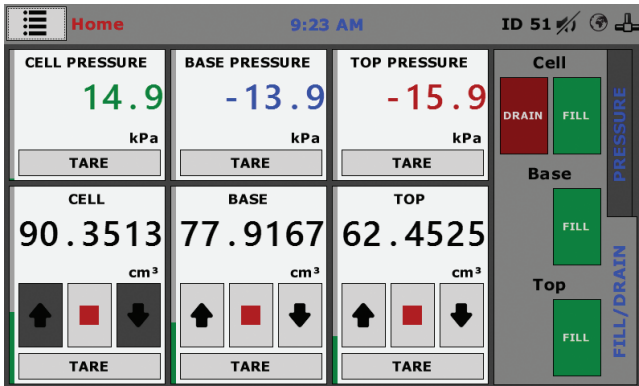 Home 9:23 AM ID 51
CELL PRESSURE BASE PRESSURE TOP PRESSURE
14.9 -13.9 -15.9
kPa kPa kPa
TARE TARE TARE
CELL BASE TOP
90.3513 77.9167 62.4525
cm³ cm³ cm³
TARE TARE TARE
Cell
DRAIN FILL
Base
FILL
Top
FILL
PRESSURE
FILL/DRAIN